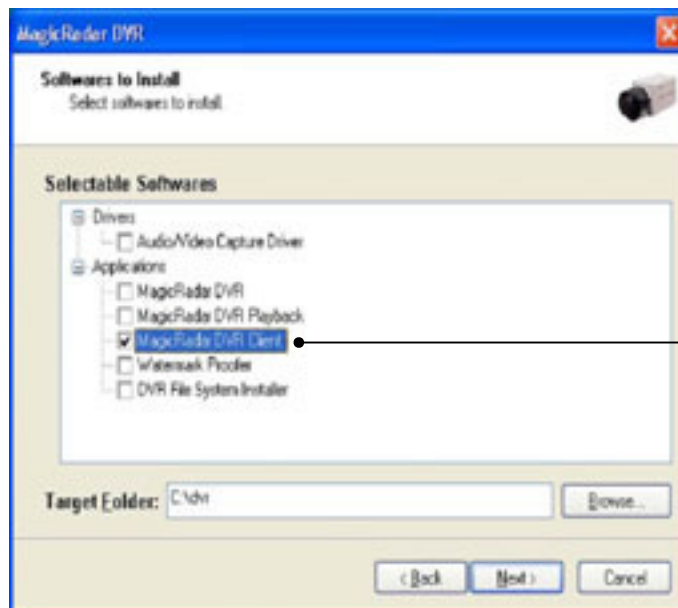 MagicRadar DVR
Softwares to Install
Select softwares to install.
Selectable Softwares
Drivers
Audio/Video Capture Driver
Applications
MagicRadar DVR
MagicRadar DVR Playback
MagicRadar DVR Client
Watermark Proofer
DVR File System Installer
Target Folder: C:\dvr
Browse...
< Back Next > Cancel